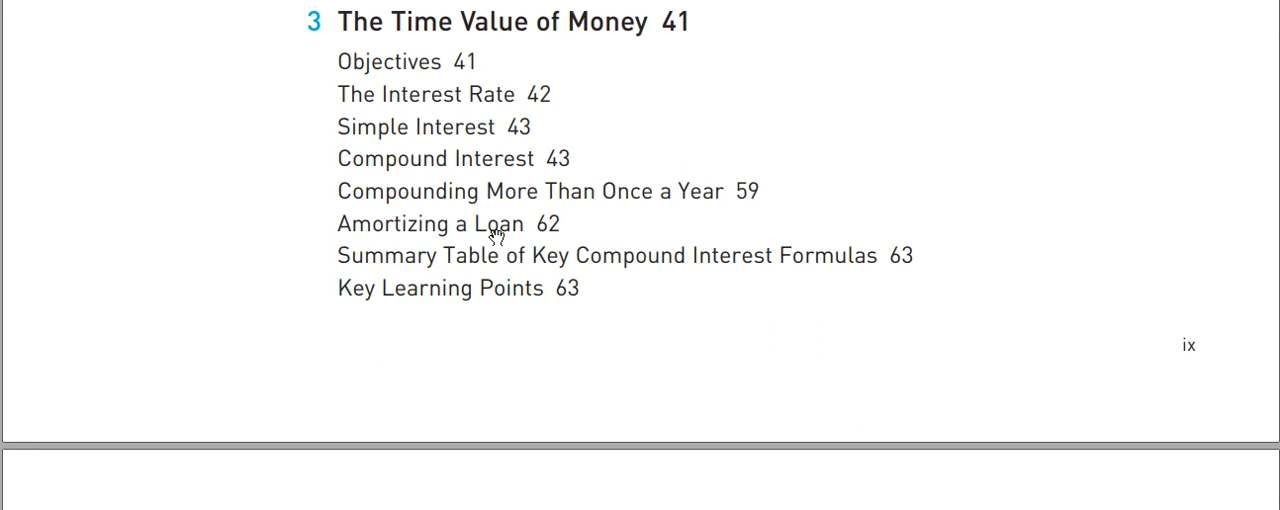 3 The Time Value of Money 41
Objectives 41
The Interest Rate 42
Simple Interest 43
Compound Interest 43
Compounding More Than Once a Year 59
Amortizing a Loan 62
Summary Table of Key Compound Interest Formulas 63
Key Learning Points 63
ix